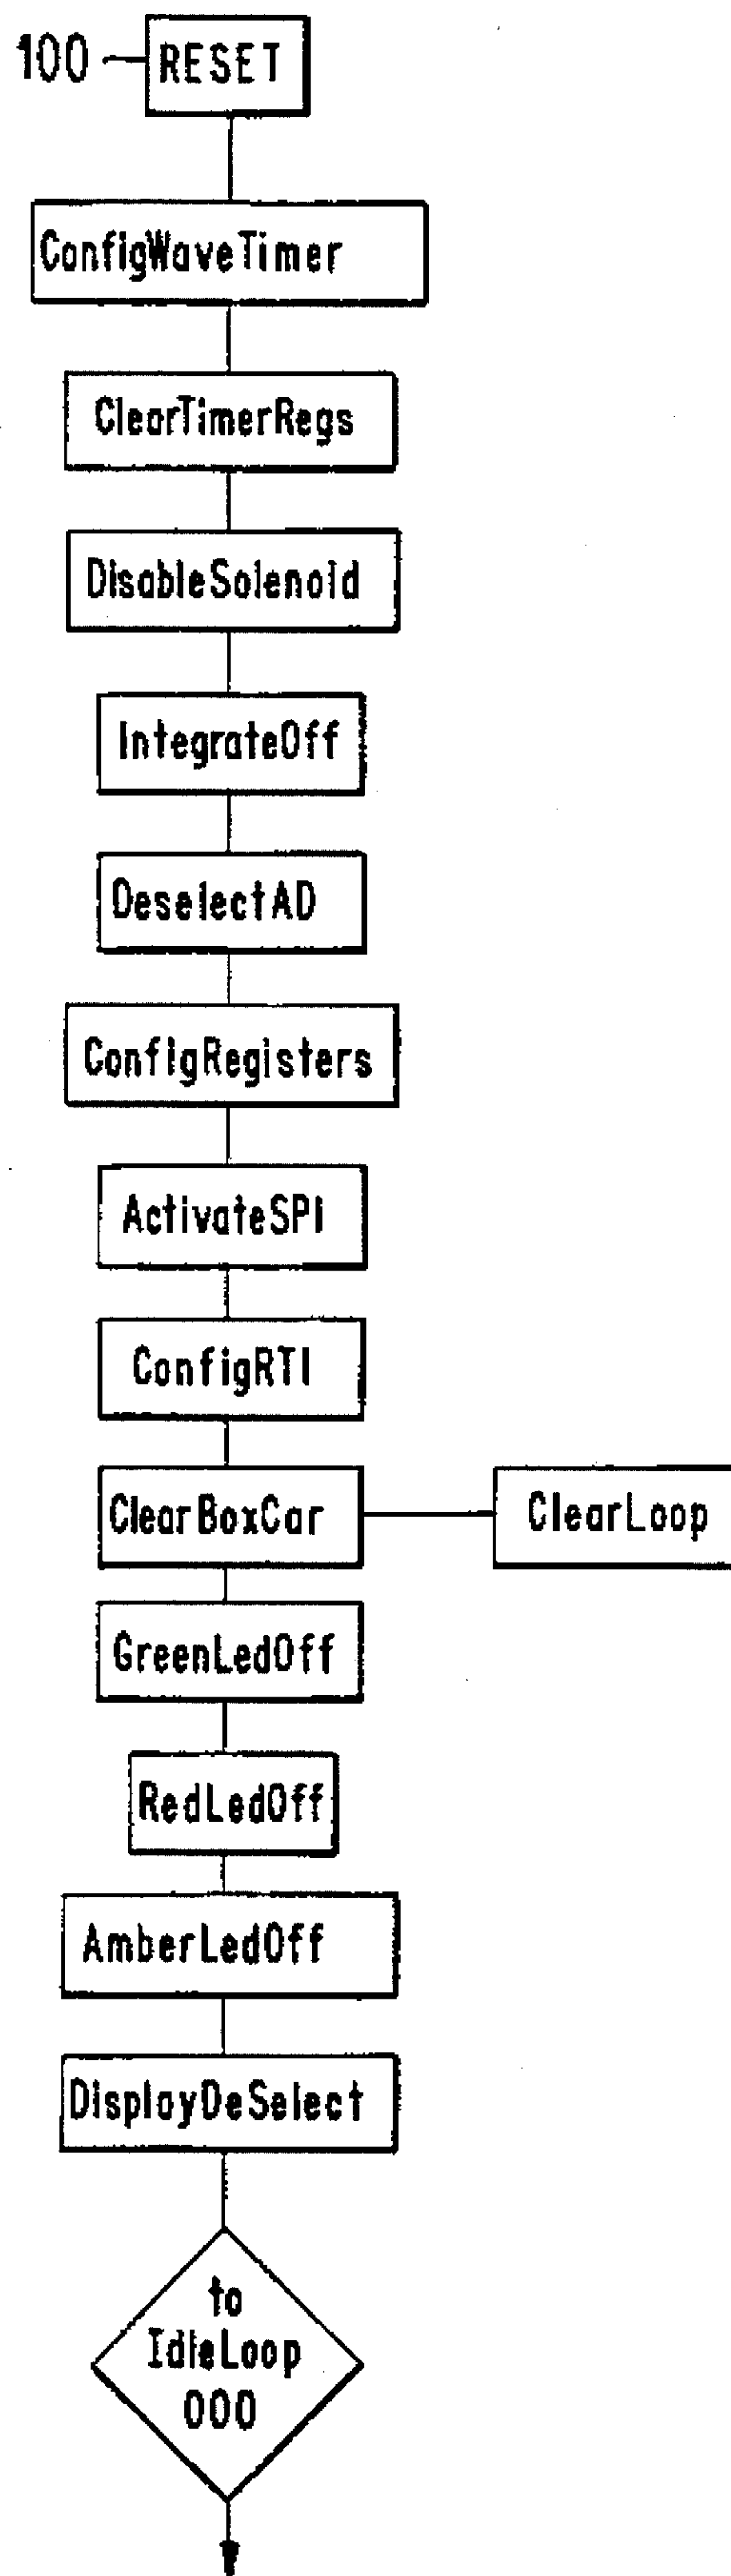 100 RESET
ConfigWaveTimer
ClearTimerRegs
DisableSolenoid
IntegrateOff
DeselectAD
ConfigRegisters
ActivateSPI
ConfigRTI
ClearBoxCar ClearLoop
GreenLedOff
RedLedOff
AmberLedOff
DisplayDeSelect
to
IdleLoop
000